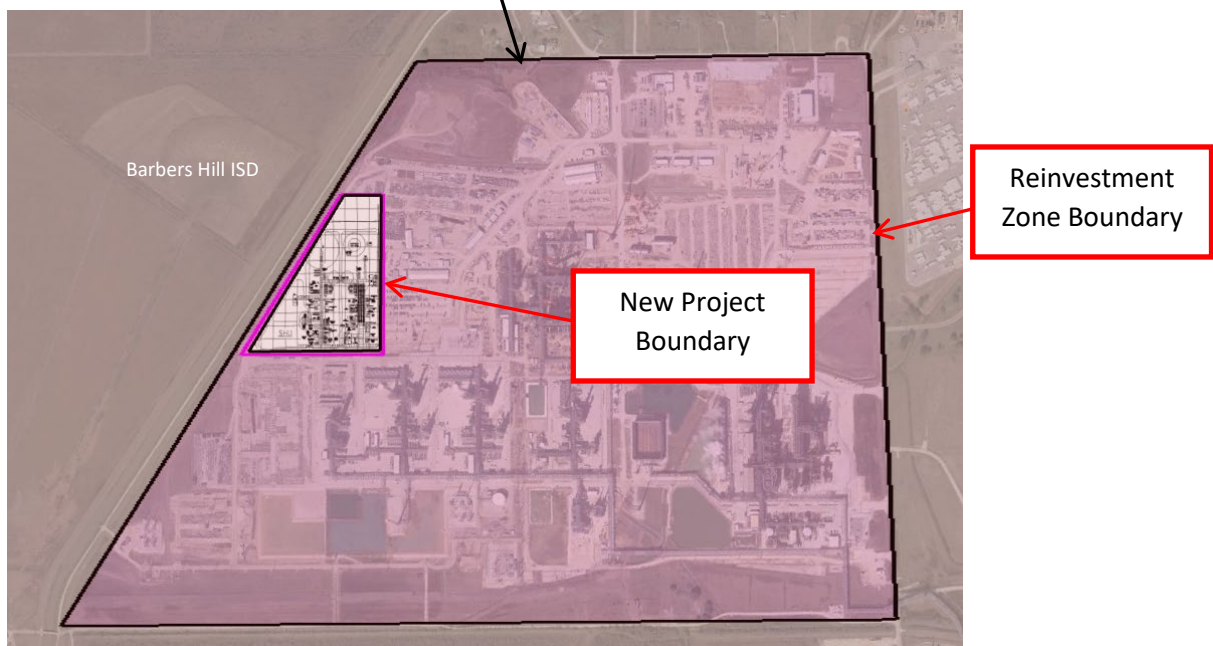 Barbers Hill ISD
Reinvestment
Zone Boundary
New Project
Boundary